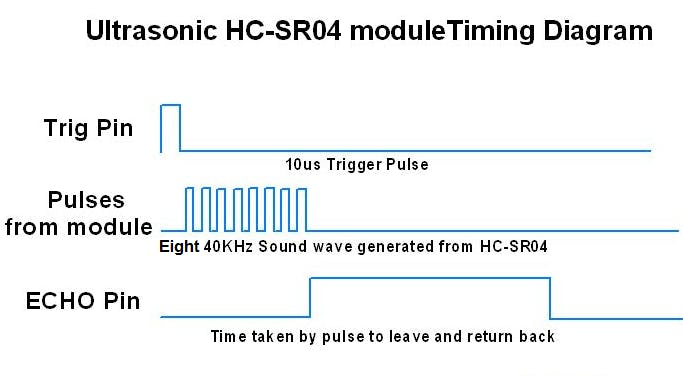 Ultrasonic HC-SR04 moduleTiming Diagram
Trig Pin
10us Trigger Pulse
Pulses
from module
Eight 40KHz Sound wave generated from HC-SR04
ECHO Pin
Time taken by pulse to leave and return back